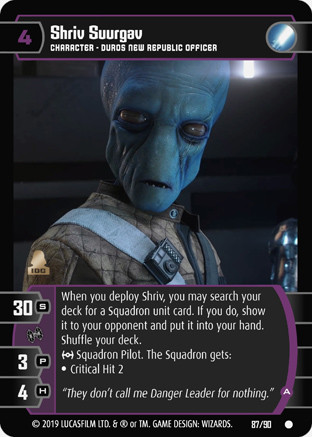 4
Shriv Suurgav
CHARACTER - DUROS NEW REPUBLIC OFFICER
100
30 S
3 P
4 H
When you deploy Shriv, you may search your
deck for a Squadron unit card. If you do, show
it to your opponent and put it into your hand.
Shuffle your deck.
Squadron Pilot. The Squadron gets:
• Critical Hit 2
"They don't call me Danger Leader for nothing."
A
© 2019 LUCASFILM LTD. & ® or TM. GAME DESIGN: WIZARDS.
87/90